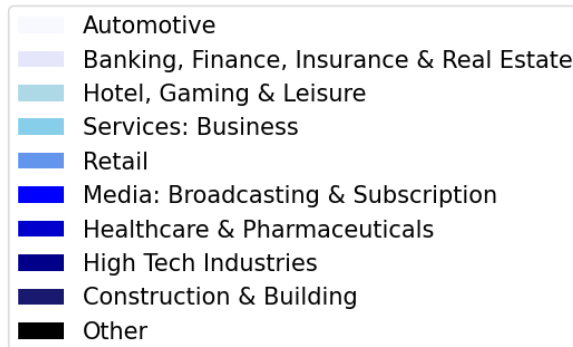 Automotive
Banking, Finance, Insurance & Real Estate
Hotel, Gaming & Leisure
Services: Business
Retail
Media: Broadcasting & Subscription
Healthcare & Pharmaceuticals
High Tech Industries
Construction & Building
Other